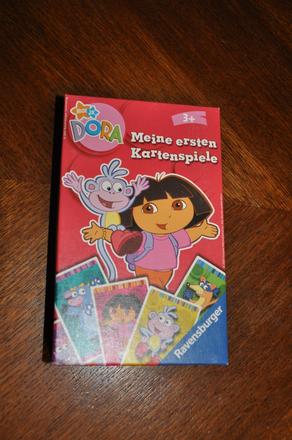 DORA
3+
Meine ersten
Kartenspiele
Ravensburger